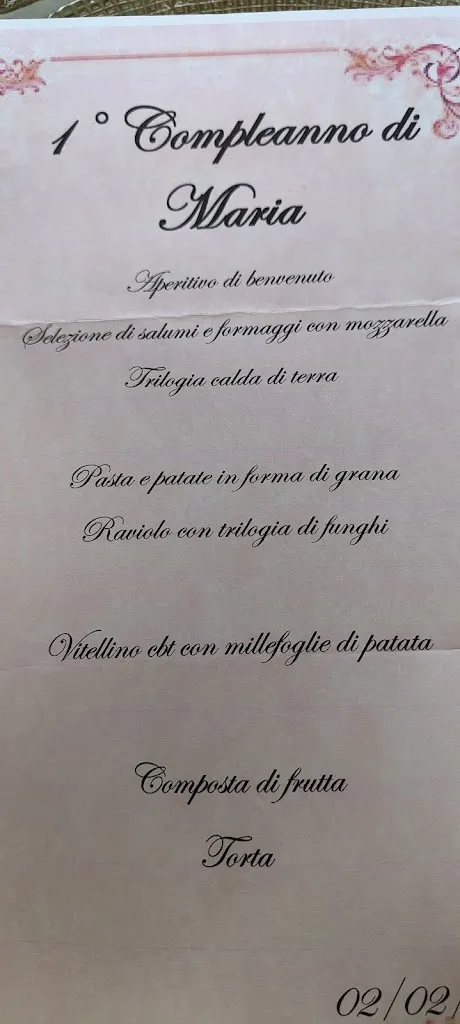 1° Compleanno di
Maria
Aperitivo di benvenuto
Selezione di salumi e formaggi con mozzarella
Trilogia calda di terra
Pasta e patate in forma di grana
Raviolo con trilogia di funghi
Vitellino cbt con millefoglie di patata
Composta di frutta
Torta
02/02/